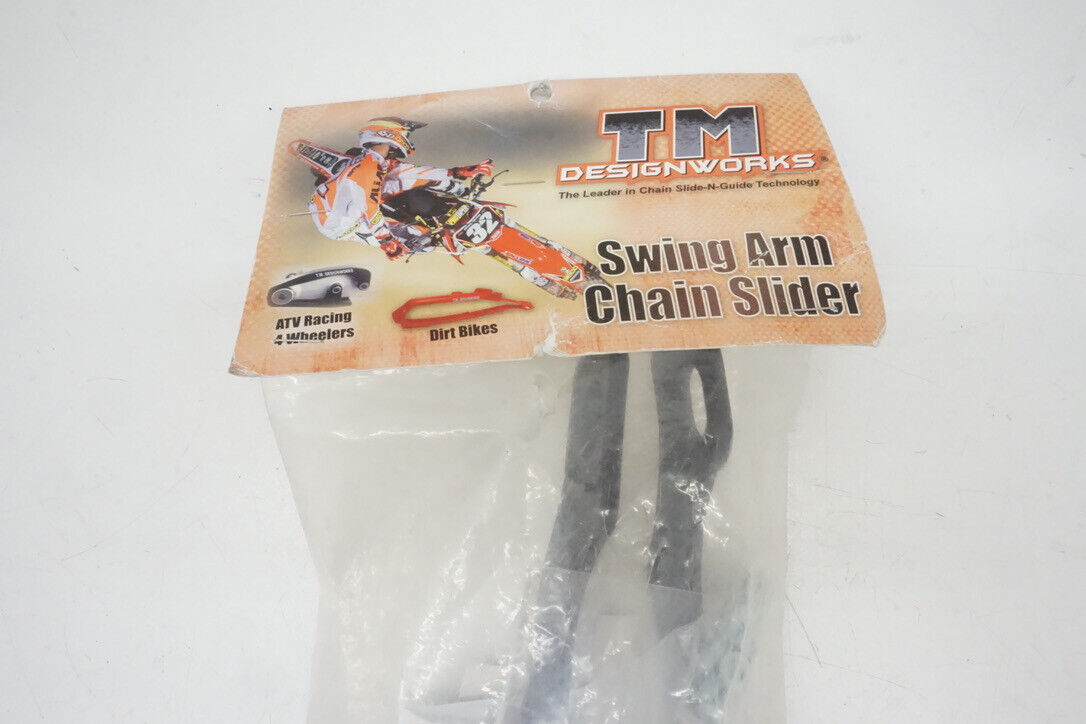 TM
DESIGNWORKS®
The Leader in Chain Slide-N-Guide Technology
32
Swing Arm
Chain Slider
ATV Racing
4 Wheelers
Dirt Bikes